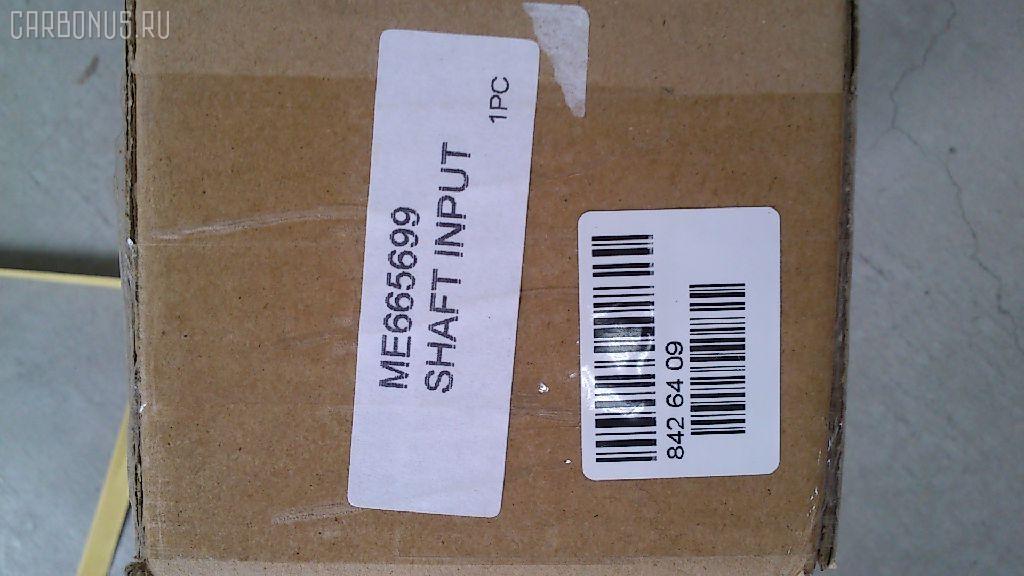 CARBONUS.RU
ME665699
SHAFT INPUT
1PC
842 64 09